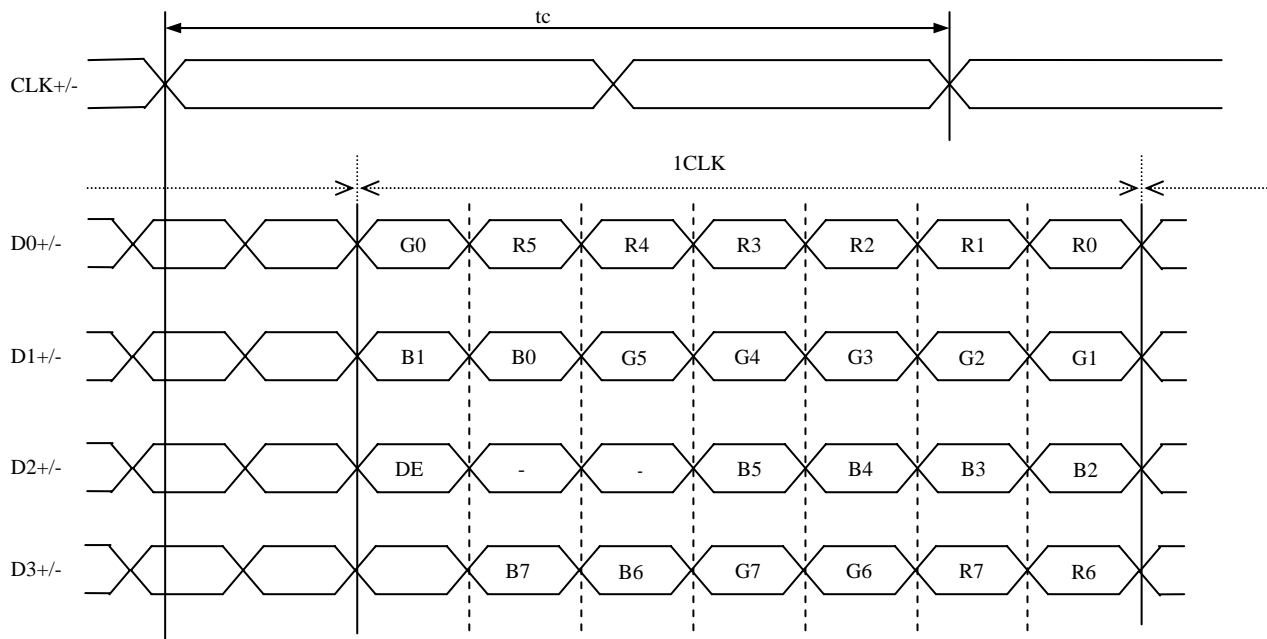 tc
CLK+/-
1CLK
D0+/- G0 R5 R4 R3 R2 R1 R0
D1+/- B1 B0 G5 G4 G3 G2 G1
D2+/- DE - - B5 B4 B3 B2
D3+/- B7 B6 G7 G6 R7 R6